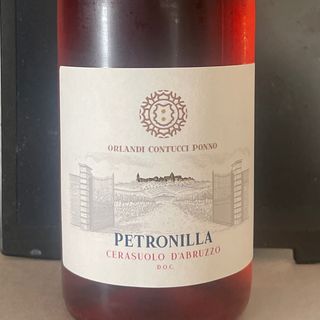 ORLANDI CONTUCCI PONNO
PETRONILLA
CERASUOLO D'ABRUZZO
D.O.C.